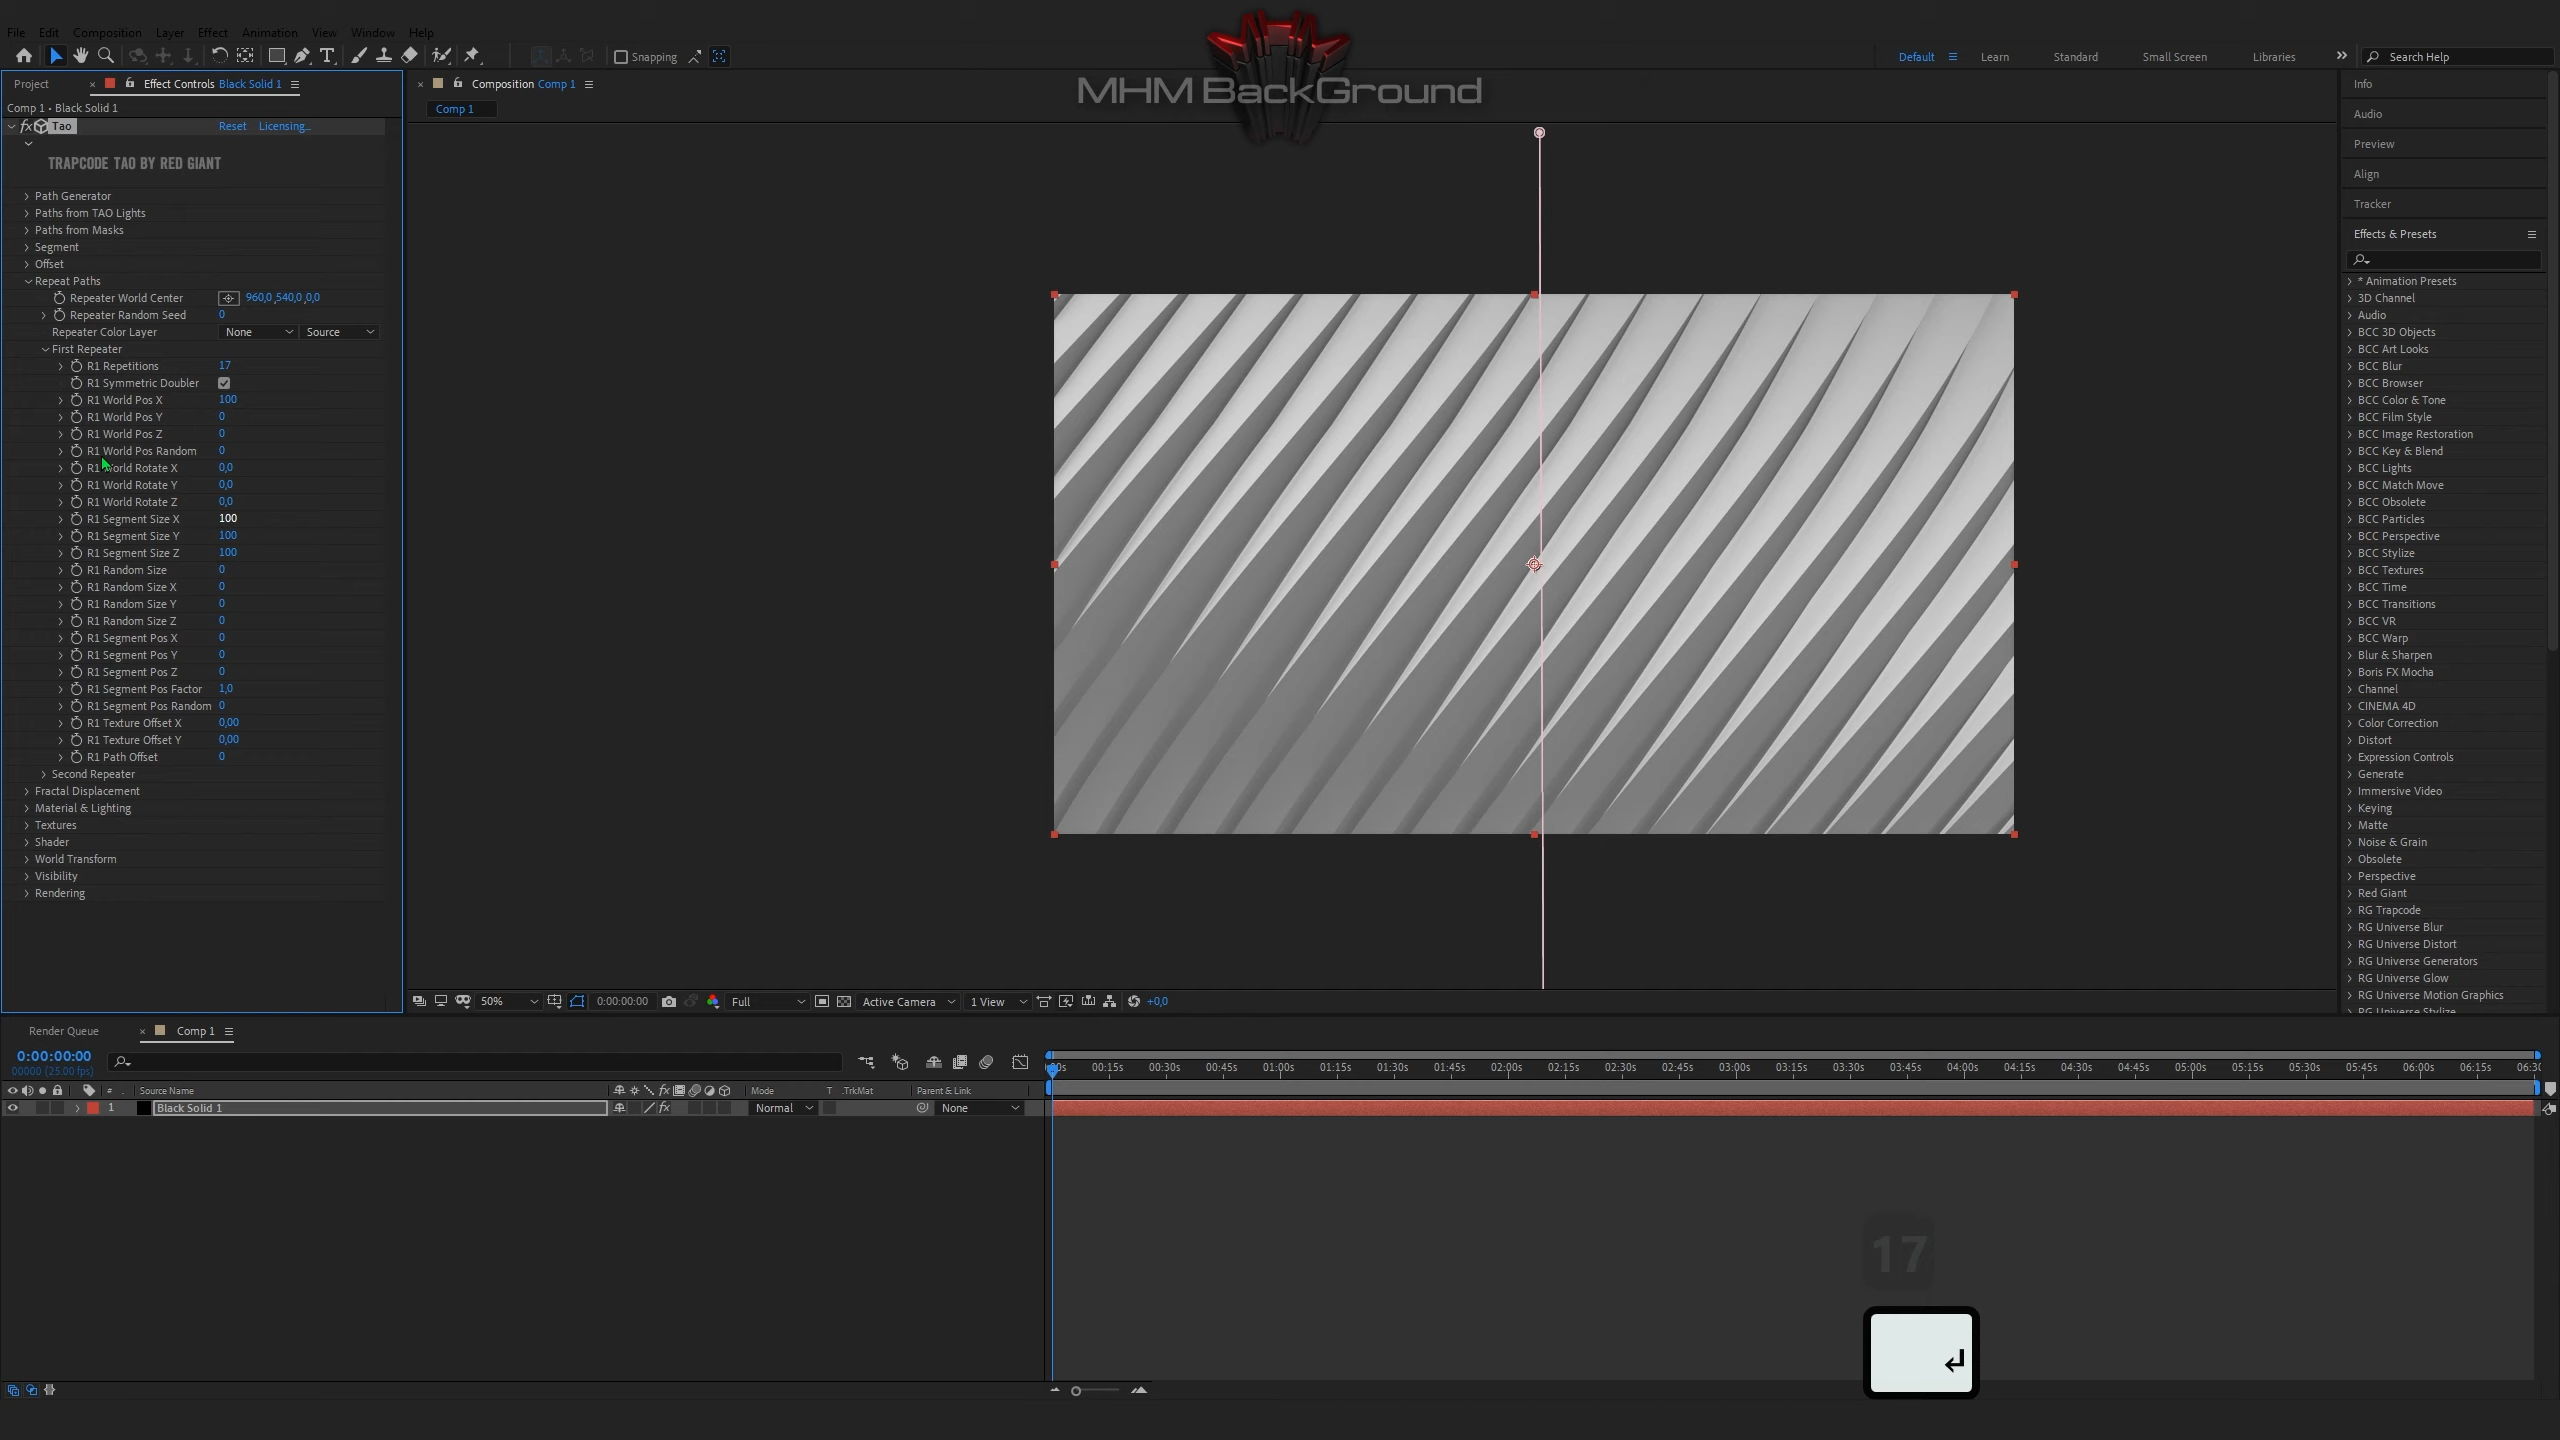 MHM BackGround
File Edit Composition Layer Effect Animation View Window Help
Snapping
Default Learn Standard Small Screen Libraries Search Help
Project Effect Controls Black Solid 1
Comp 1 • Black Solid 1
fx Tao Reset Licensing...
TRAPCODE TAO BY RED GIANT
Path Generator
Paths from TAO Lights
Paths from Masks
Segment
Offset
Repeat Paths
Repeater World Center 960,0 ,540,0 ,0,0
Repeater Random Seed 0
Repeater Color Layer None Source
First Repeater
R1 Repetitions 17
R1 Symmetric Doubler
R1 World Pos X 100
R1 World Pos Y 0
R1 World Pos Z 0
R1 World Pos Random 0
R1 World Rotate X 0,0
R1 World Rotate Y 0,0
R1 World Rotate Z 0,0
R1 Segment Size X 100
R1 Segment Size Y 100
R1 Segment Size Z 100
R1 Random Size 0
R1 Random Size X 0
R1 Random Size Y 0
R1 Random Size Z 0
R1 Segment Pos X 0
R1 Segment Pos Y 0
R1 Segment Pos Z 0
R1 Segment Pos Factor 1,0
R1 Segment Pos Random 0
R1 Texture Offset X 0,00
R1 Texture Offset Y 0,00
R1 Path Offset 0
Second Repeater
Fractal Displacement
Material & Lighting
Textures
Shader
World Transform
Visibility
Rendering
Composition Comp 1
Comp 1
50% 0:00:00:00 Full Active Camera 1 View +0,0
Info
Audio
Preview
Align
Tracker
Effects & Presets
* Animation Presets
3D Channel
Audio
BCC 3D Objects
BCC Art Looks
BCC Blur
BCC Browser
BCC Color & Tone
BCC Film Style
BCC Image Restoration
BCC Key & Blend
BCC Lights
BCC Match Move
BCC Obsolete
BCC Particles
BCC Perspective
BCC Stylize
BCC Textures
BCC Time
BCC Transitions
BCC VR
BCC Warp
Blur & Sharpen
Boris FX Mocha
Channel
CINEMA 4D
Color Correction
Distort
Expression Controls
Generate
Immersive Video
Keying
Matte
Noise & Grain
Obsolete
Perspective
Red Giant
RG Trapcode
RG Universe Blur
RG Universe Distort
RG Universe Generators
RG Universe Glow
RG Universe Motion Graphics
RG Universe Stylize
Render Queue Comp 1
0:00:00:00
00000 (25.00 fps)
# Source Name fx Mode T .TrkMat Parent & Link
1 Black Solid 1 fx Normal None
00s 00:15s 00:30s 00:45s 01:00s 01:15s 01:30s 01:45s 02:00s 02:15s 02:30s 02:45s 03:00s 03:15s 03:30s 03:45s 04:00s 04:15s 04:30s 04:45s 05:00s 05:15s 05:30s 05:45s 06:00s 06:15s 06:30
17